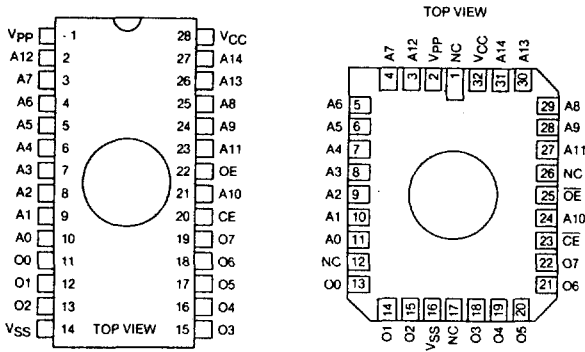 VPP 1 28 VCC
A12 2 27 A14
A7 3 26 A13
A6 4 25 A8
A5 5 24 A9
A4 6 23 A11
A3 7 22 OE
A2 8 21 A10
A1 9 20 CE
A0 10 19 O7
O0 11 18 O6
O1 12 17 O5
O2 13 16 O4
VSS 14 TOP VIEW 15 O3
TOP VIEW
A7 A12 VPP NC VCC A14 A13
4 3 2 1 32 31 30
A6 5 29 A8
A5 6 28 A9
A4 7 27 A11
A3 8 26 NC
A2 9 25 OE
A1 10 24 A10
A0 11 23 CE
NC 12 22 O7
O0 13 21 O6
14 15 16 17 18 19 20
O1 O2 VSS NC O3 O4 O5